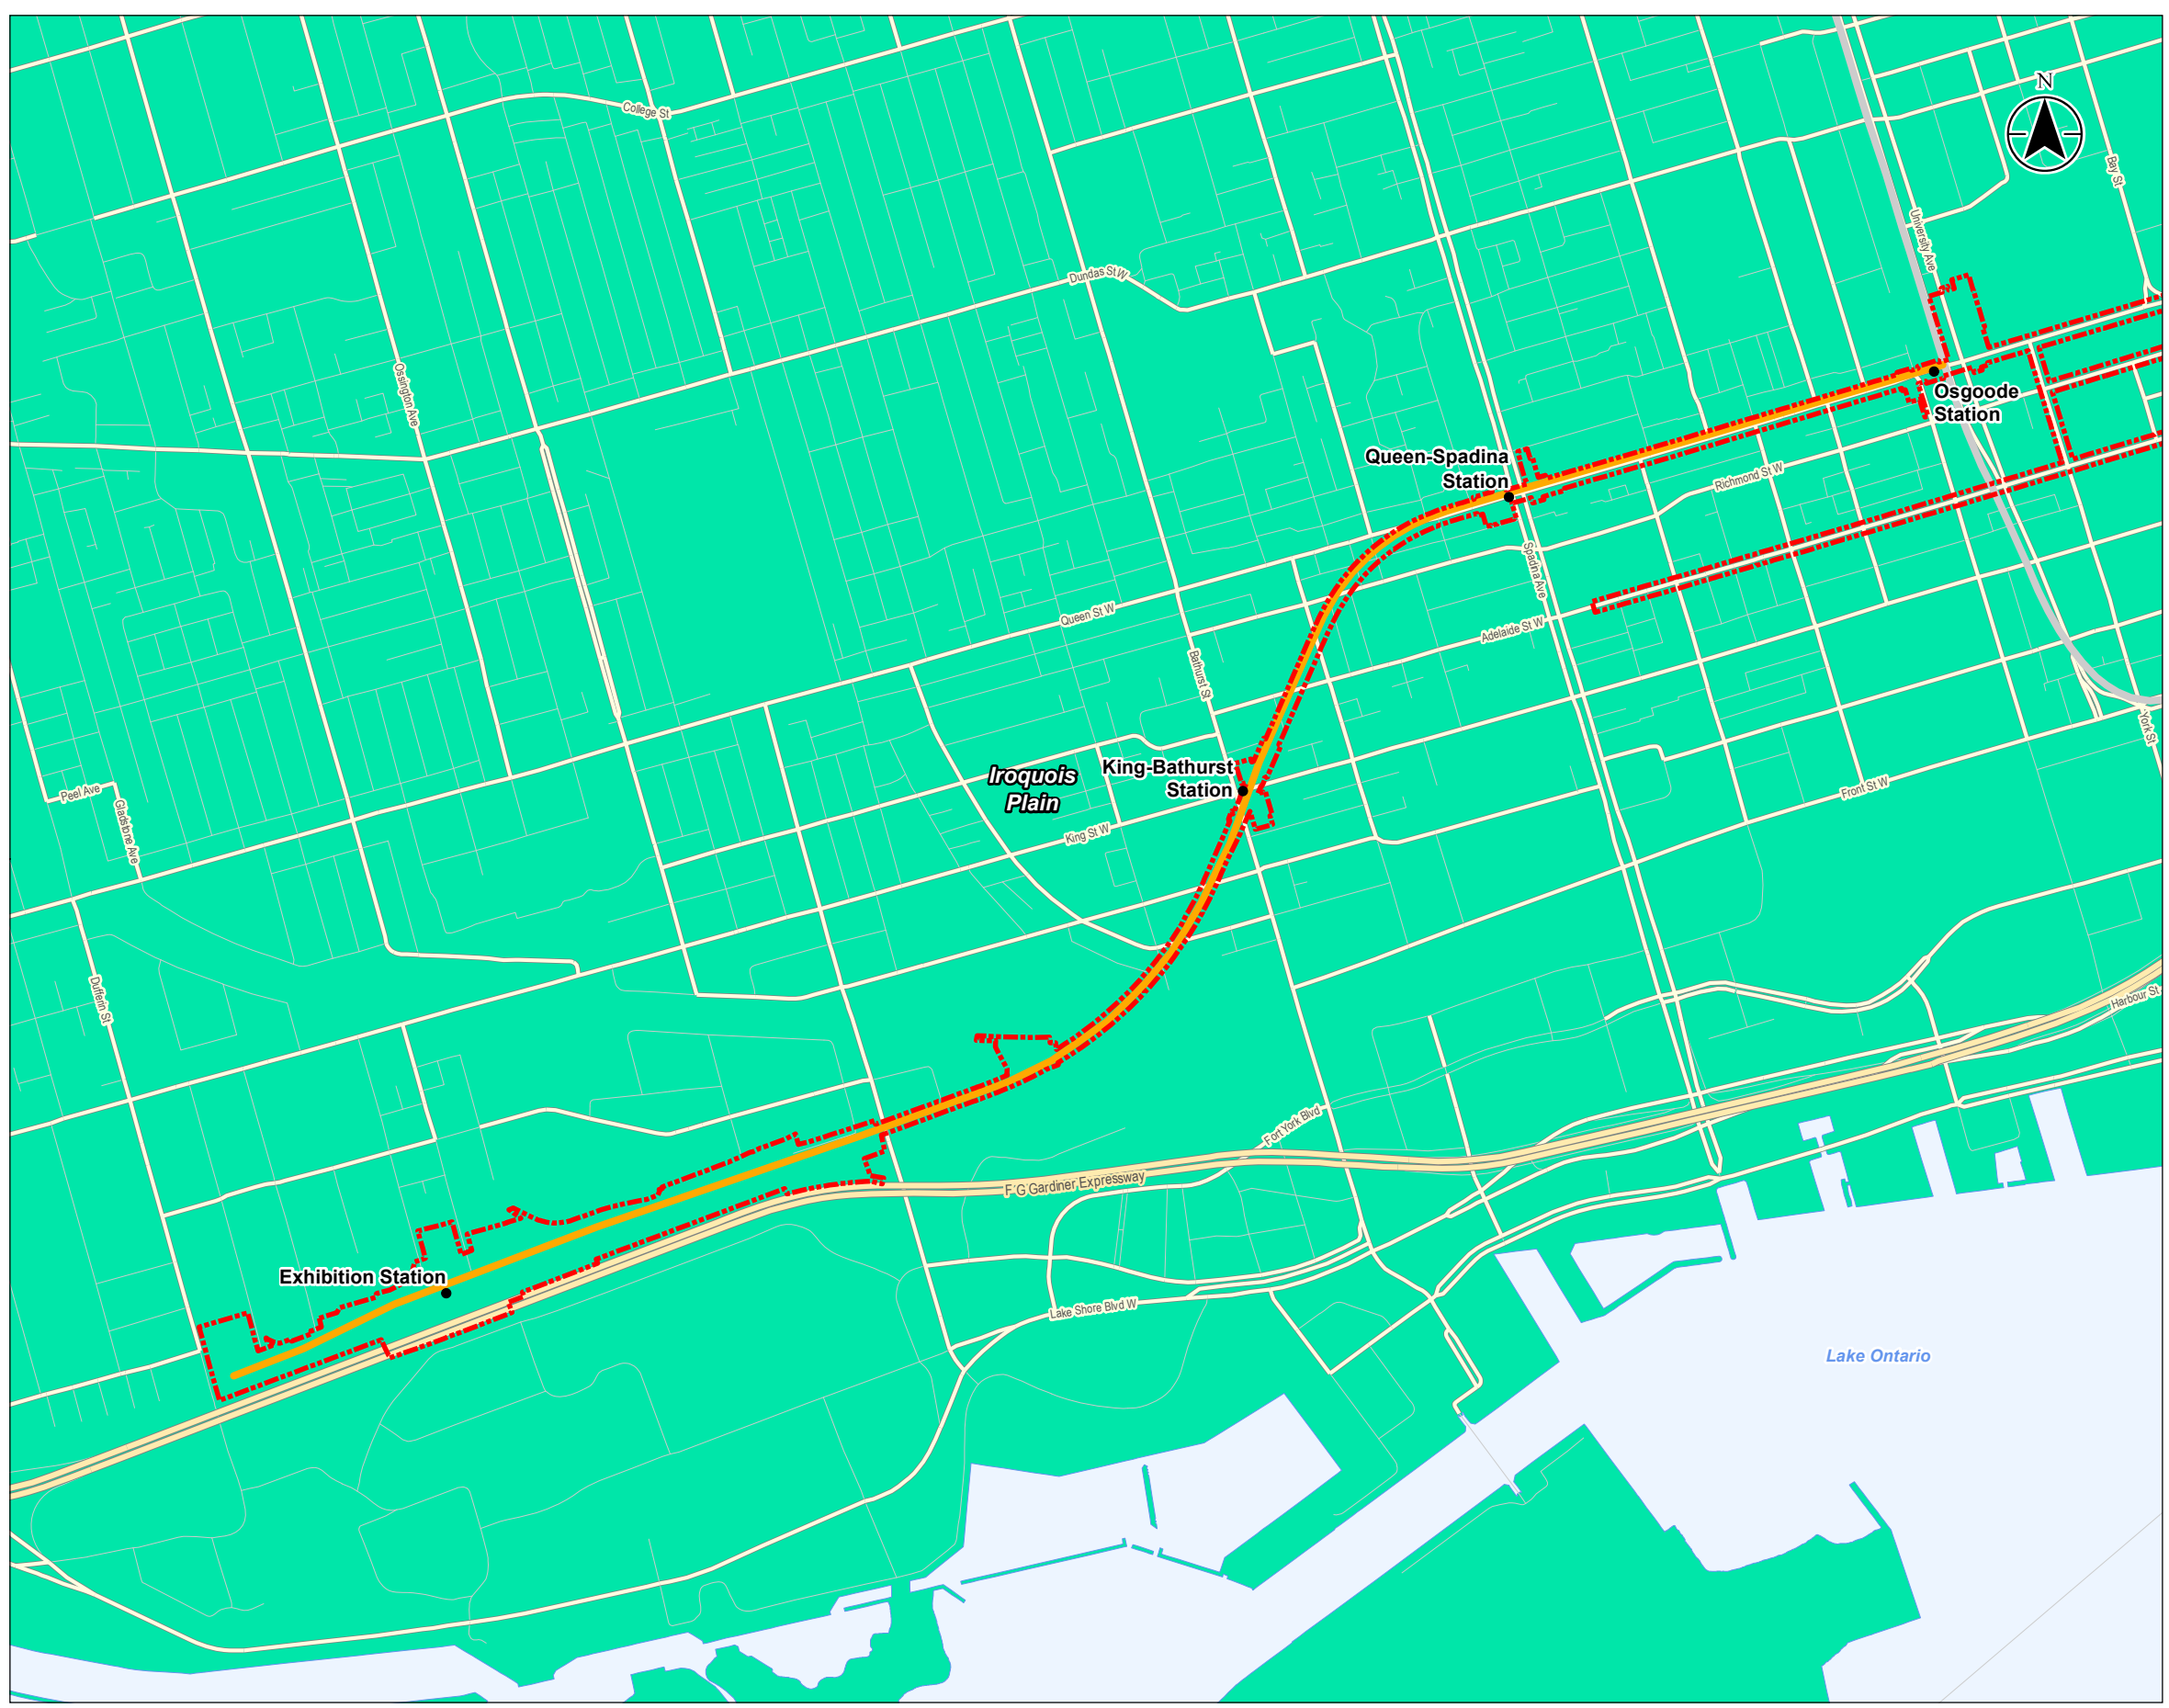 N
College St
Bay St
University Ave
Dundas St W
Ossington Ave
Osgoode
Station
Queen-Spadina
Station
Richmond St W
Spadina Ave
Queen St W
Adelaide St W
Bathurst St
York St
Iroquois
Plain
King-Bathurst
Station
Peel Ave
Gladstone Ave
King St W
Front St W
Dufferin St
Harbour St
Fort York Blvd
F G Gardiner Expressway
Exhibition Station
Lake Shore Blvd W
Lake Ontario